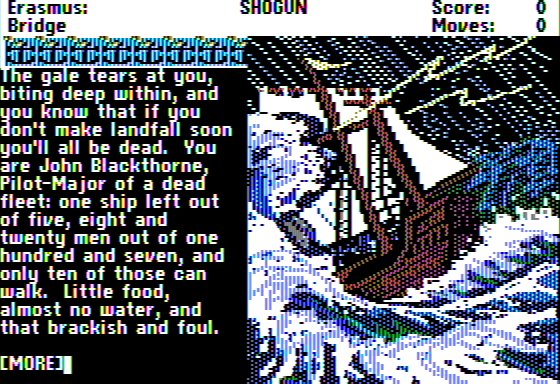 Erasmus: SHOGUN Score: 0
Bridge Moves: 0
The gale tears at you,
biting deep within, and
you know that if you
don't make landfall soon
you'll all be dead. You
are John Blackthorne,
Pilot-Major of a dead
fleet: one ship left out
of five, eight and
twenty men out of one
hundred and seven, and
only ten of those can
walk. Little food,
almost no water, and
that brackish and foul.
[MORE]